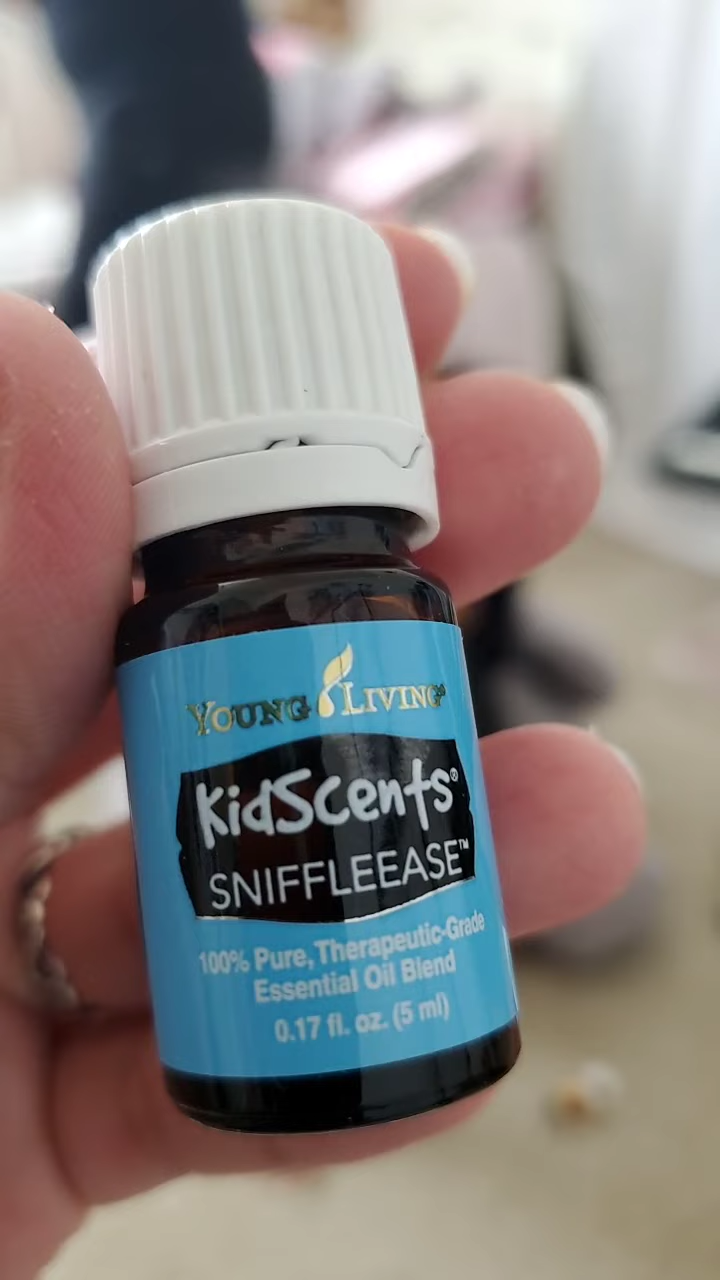 YOUNG LIVING®
KidScents®
SNIFFLEEASE™
100% Pure, Therapeutic-Grade
Essential Oil Blend
0.17 fl. oz. (5 ml)